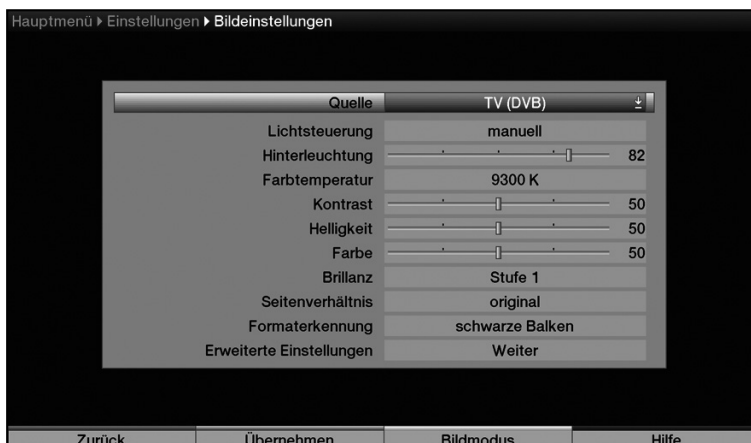 Hauptmenü ▸ Einstellungen ▸ Bildeinstellungen
Quelle TV (DVB)
Lichtsteuerung manuell
Hinterleuchtung 82
Farbtemperatur 9300 K
Kontrast 50
Helligkeit 50
Farbe 50
Brillanz Stufe 1
Seitenverhältnis original
Formaterkennung schwarze Balken
Erweiterte Einstellungen Weiter
Zurück Übernehmen Bildmodus Hilfe